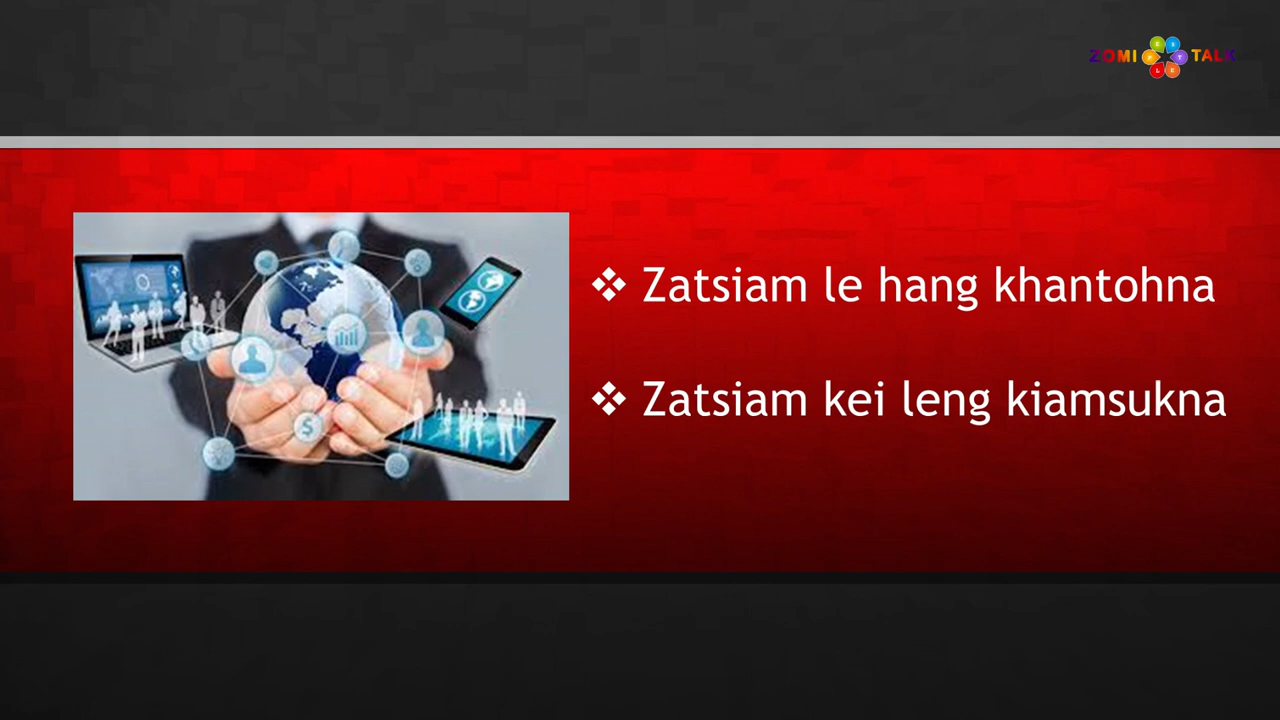 ZOMI TALK
❖ Zatsiam le hang khantohna
❖ Zatsiam kei leng kiamsukna
$